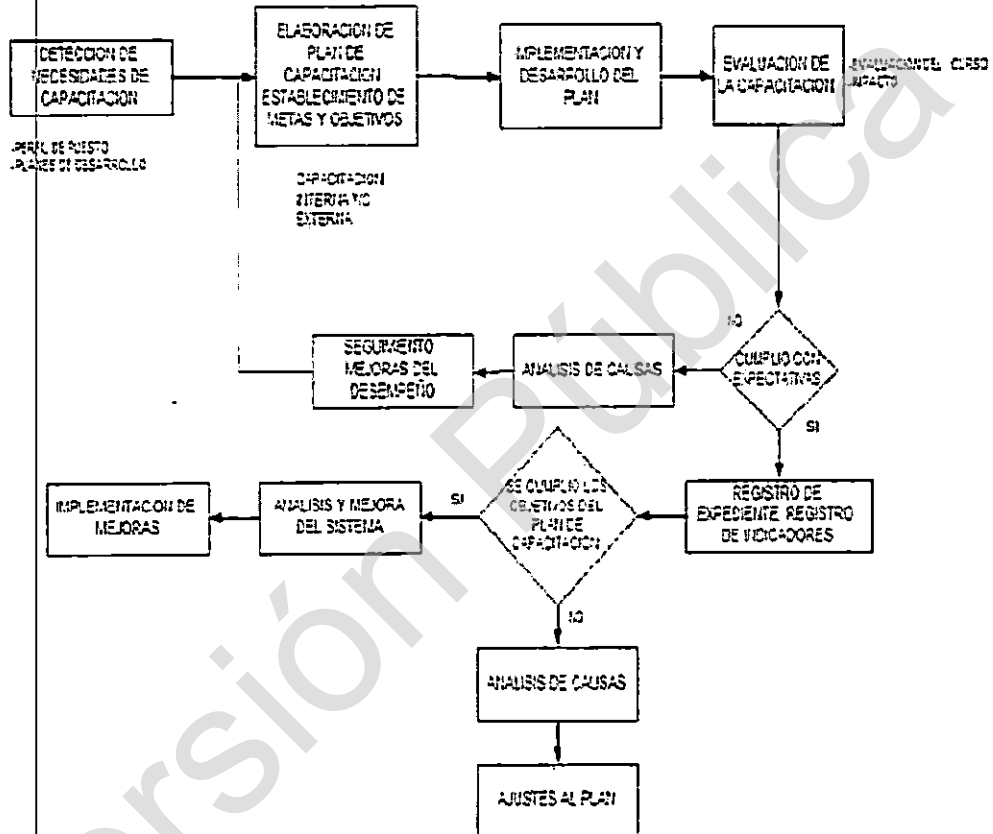 DETECCION DE
NECESIDADES DE
CAPACITACION
-PERFIL DE PUESTO
-PLANES DE DESARROLLO
ELABORACION DE
PLAN DE
CAPACITACION
ESTABLECIMIENTO DE
METAS Y OBJETIVOS
CAPACITACION
EXTERNA
IMPLEMENTACION Y
DESARROLLO DEL
PLAN
EVALUACION DE
LA CAPACITACION
-EVALUACION DEL CURSO
-IMPACTO
NO
CUMPLIO CON
EXPECTATIVAS
SI
ANALISIS DE CAUSAS
SEGUIMIENTO
MEJORAS DEL
DESEMPEÑO
REGISTRO DE
EXPEDIENTE REGISTRO
DE INDICADORES
SE CUMPLIO LOS
OBJETIVOS DEL
PLAN DE
CAPACITACION
SI
ANALISIS Y MEJORA
DEL SISTEMA
IMPLEMENTACION DE
MEJORAS
NO
ANALISIS DE CAUSAS
AJUSTES AL PLAN
ersión Pública